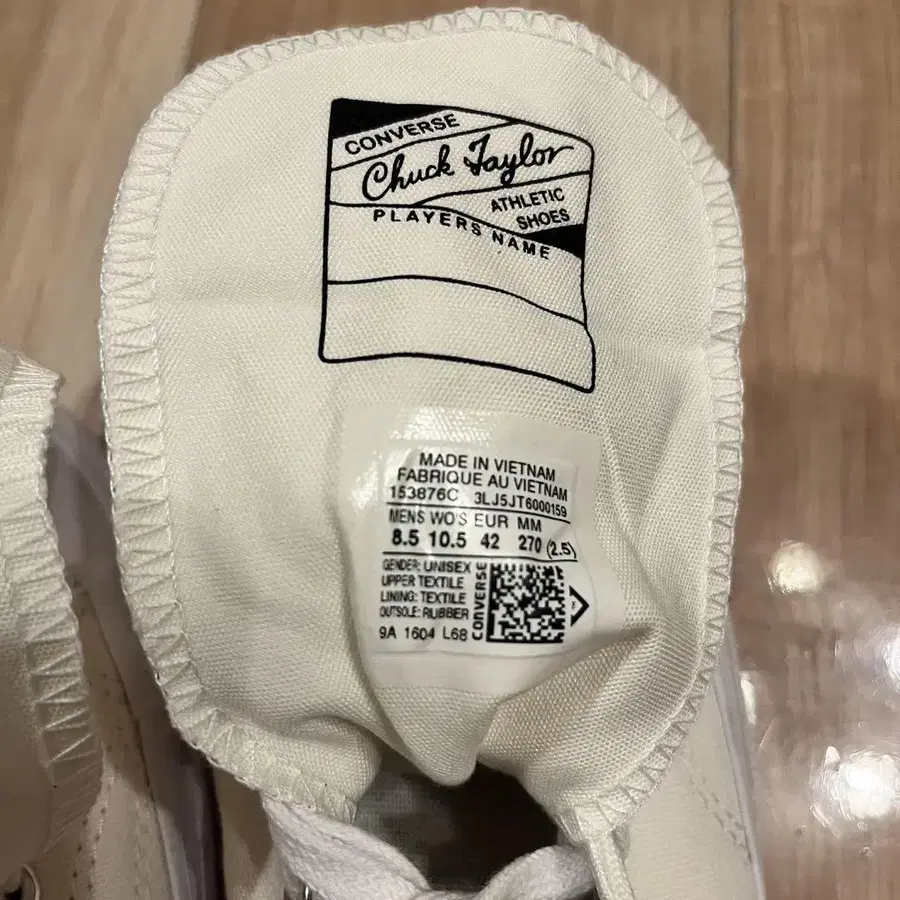 CONVERSE
Chuck Taylor
ATHLETIC
SHOES
PLAYERS NAME
MADE IN VIETNAM
FABRIQUE AU VIETNAM
153876C 3LJ5JT6000159
MENS WO'S EUR MM
8.5 10.5 42 270 (2.5)
GENDER: UNISEX
UPPER TEXTILE
LINING: TEXTILE
OUTSOLE: RUBBER
9A 1604 L68
CONVERSE